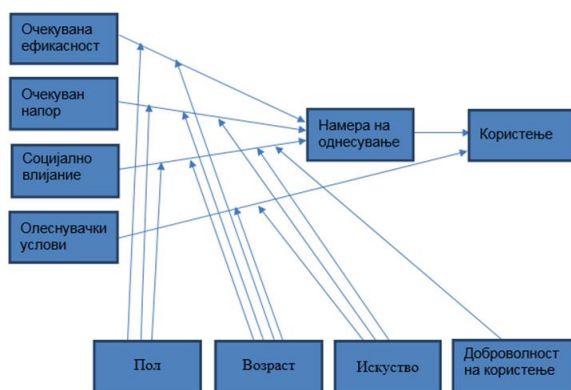 Очекувана
ефикасност
Очекуван
напор
Социјално
влијание
Олеснувачки
услови
Намера на
однесување
Користење
Пол
Возраст
Искуство
Доброволност
на користење